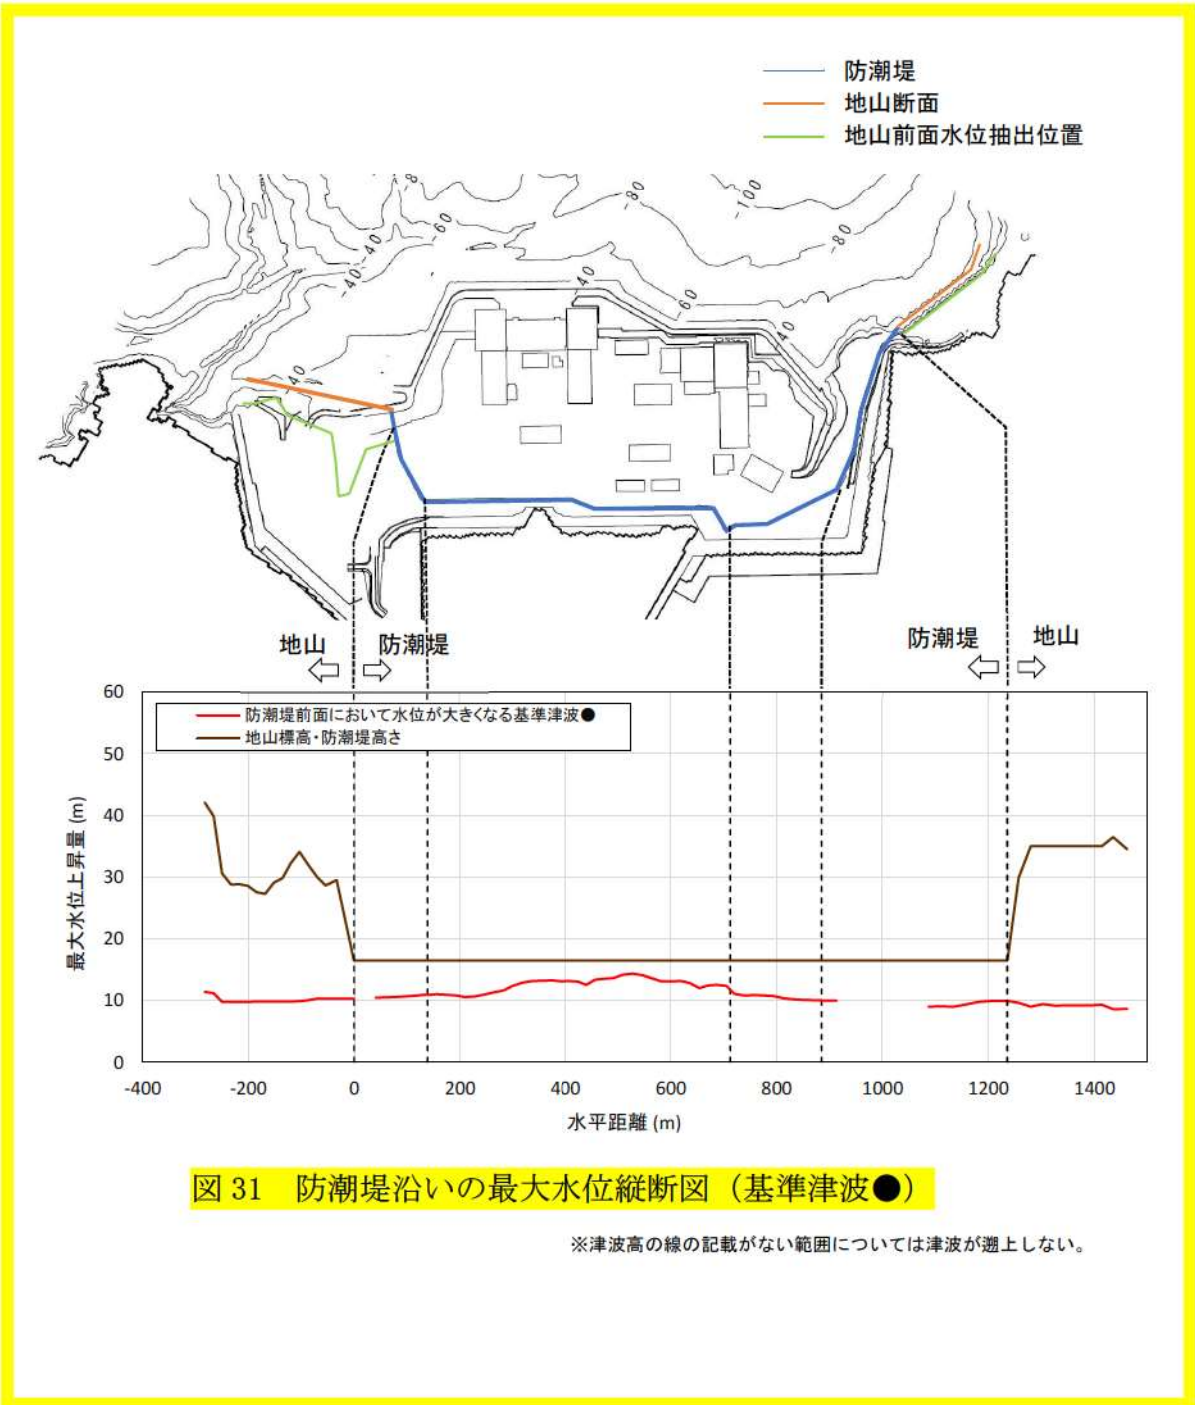 防潮堤
地山断面
地山前面水位抽出位置
-80
-100
-80
-60
-40
-40
-80
-40
-60
-40
-40
地山
防潮堤
防潮堤
地山
60
50
40
30
20
10
0
防潮堤前面において水位が大きくなる基準津波●
地山標高・防潮堤高さ
最大水位上昇量(m)
-400 -200 0 200 400 600 800 1000 1200 1400
水平距離(m)
図 31 防潮堤沿いの最大水位縦断図（基準津波●）
※津波高の線の記載がない範囲については津波が遡上しない。